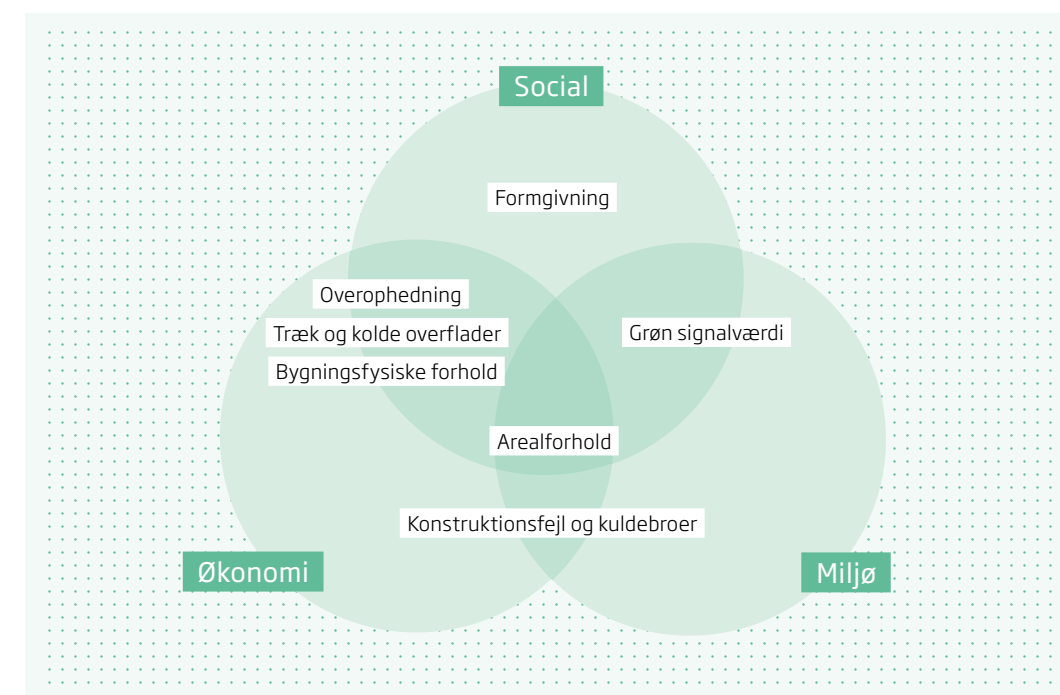 Social
Formgivning
Overophedning
Træk og kolde overflader
Grøn signalværdi
Bygningsfysiske forhold
Arealforhold
Konstruktionsfejl og kuldebroer
Økonomi
Miljø